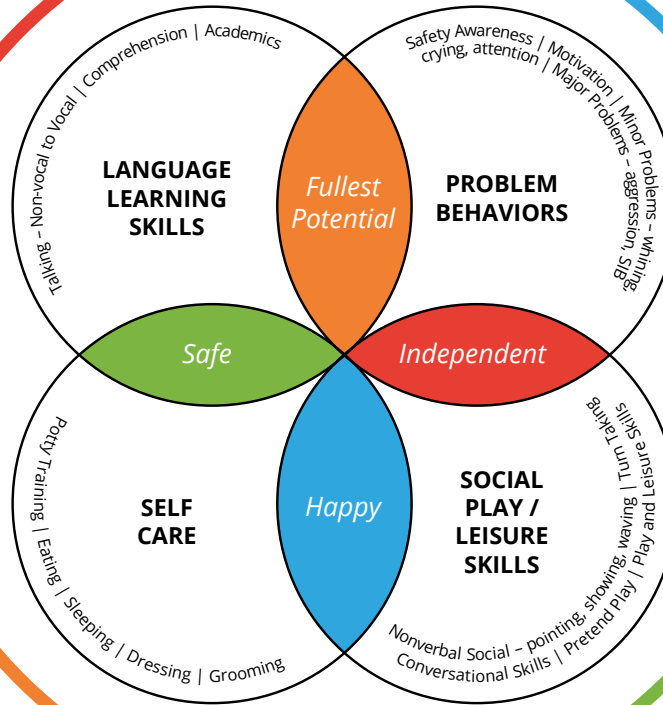 Talking – Non-vocal to Vocal | Comprehension | Academics
LANGUAGE
LEARNING
SKILLS
Fullest
Potential
Safety Awareness | Motivation | Minor Problems – whining,
crying, attention | Major Problems – aggression, SIB
PROBLEM
BEHAVIORS
Safe
Independent
Potty Training | Eating | Sleeping | Dressing | Grooming
SELF
CARE
Happy
SOCIAL
PLAY /
LEISURE
SKILLS
Nonverbal Social – pointing, showing, waving | Turn Taking
Conversational Skills | Pretend Play | Play and Leisure Skills